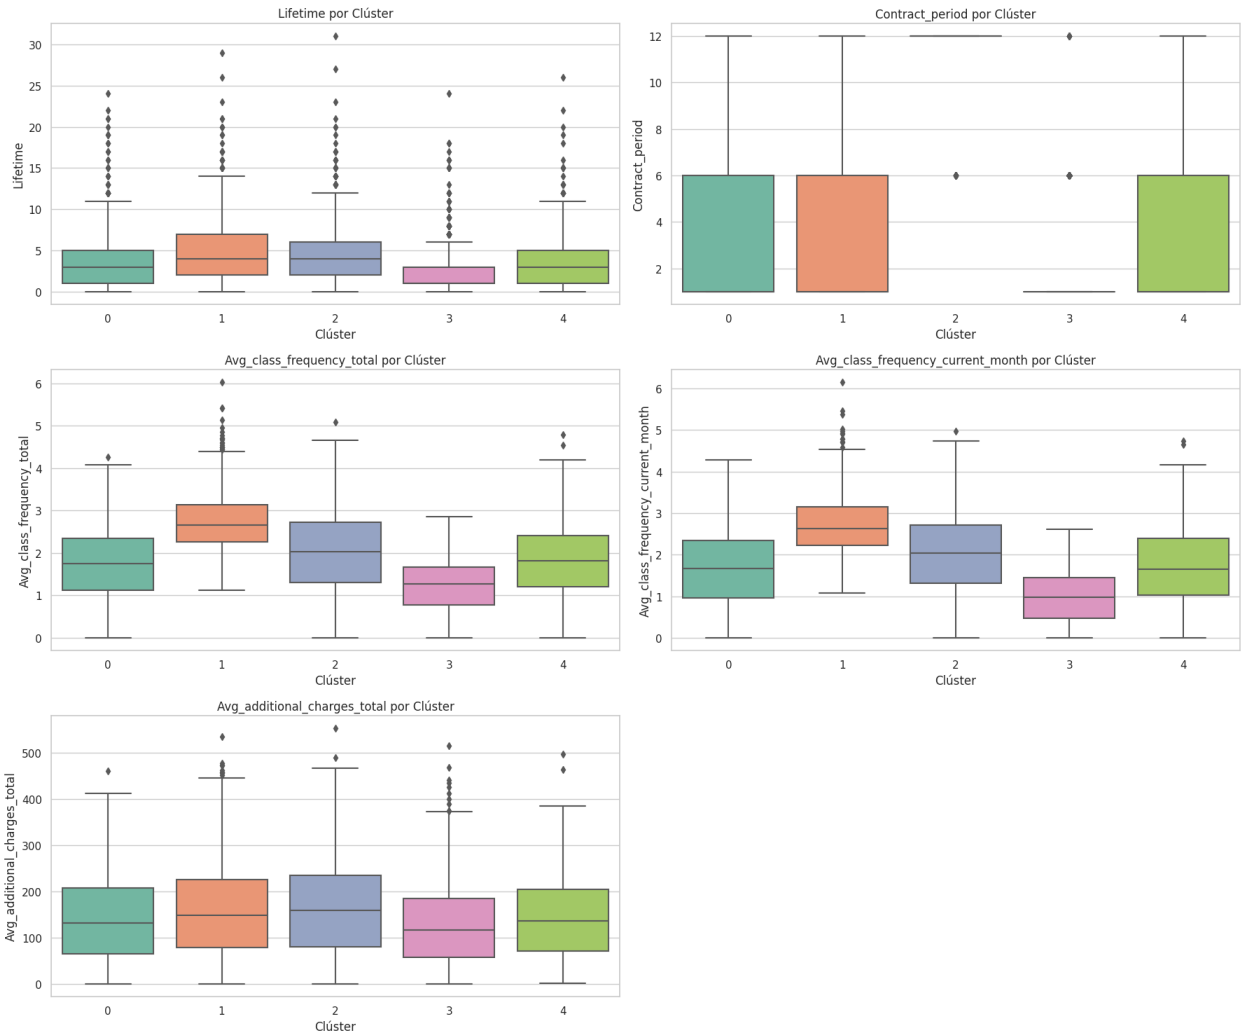 Lifetime por Clúster
Lifetime
30
25
20
15
10
5
0
0 1 2 3 4
Clúster
Contract_period por Clúster
Contract_period
12
10
8
6
4
2
0 1 2 3 4
Clúster
Avg_class_frequency_total por Clúster
Avg_class_frequency_total
6
5
4
3
2
1
0
0 1 2 3 4
Clúster
Avg_class_frequency_current_month por Clúster
Avg_class_frequency_current_month
6
5
4
3
2
1
0
0 1 2 3 4
Clúster
Avg_additional_charges_total por Clúster
Avg_additional_charges_total
500
400
300
200
100
0
0 1 2 3 4
Clúster